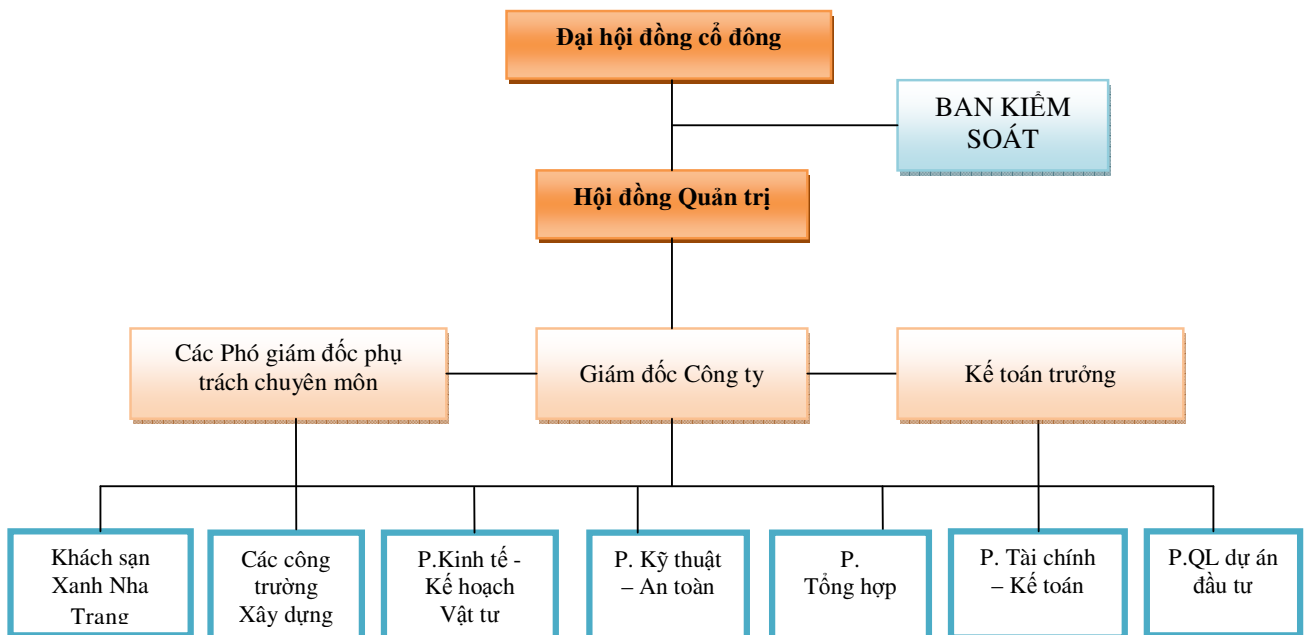 Đại hội đồng cổ đông
BAN KIỂM
SOÁT
Hội đồng Quản trị
Các Phó giám đốc phụ
trách chuyên môn
Giám đốc Công ty
Kế toán trưởng
Khách sạn
Xanh Nha
Trang
Các công
trường
Xây dựng
P.Kinh tế -
Kế hoạch
Vật tư
P. Kỹ thuật
– An toàn
P.
Tổng hợp
P. Tài chính
– Kế toán
P.QL dự án
đầu tư